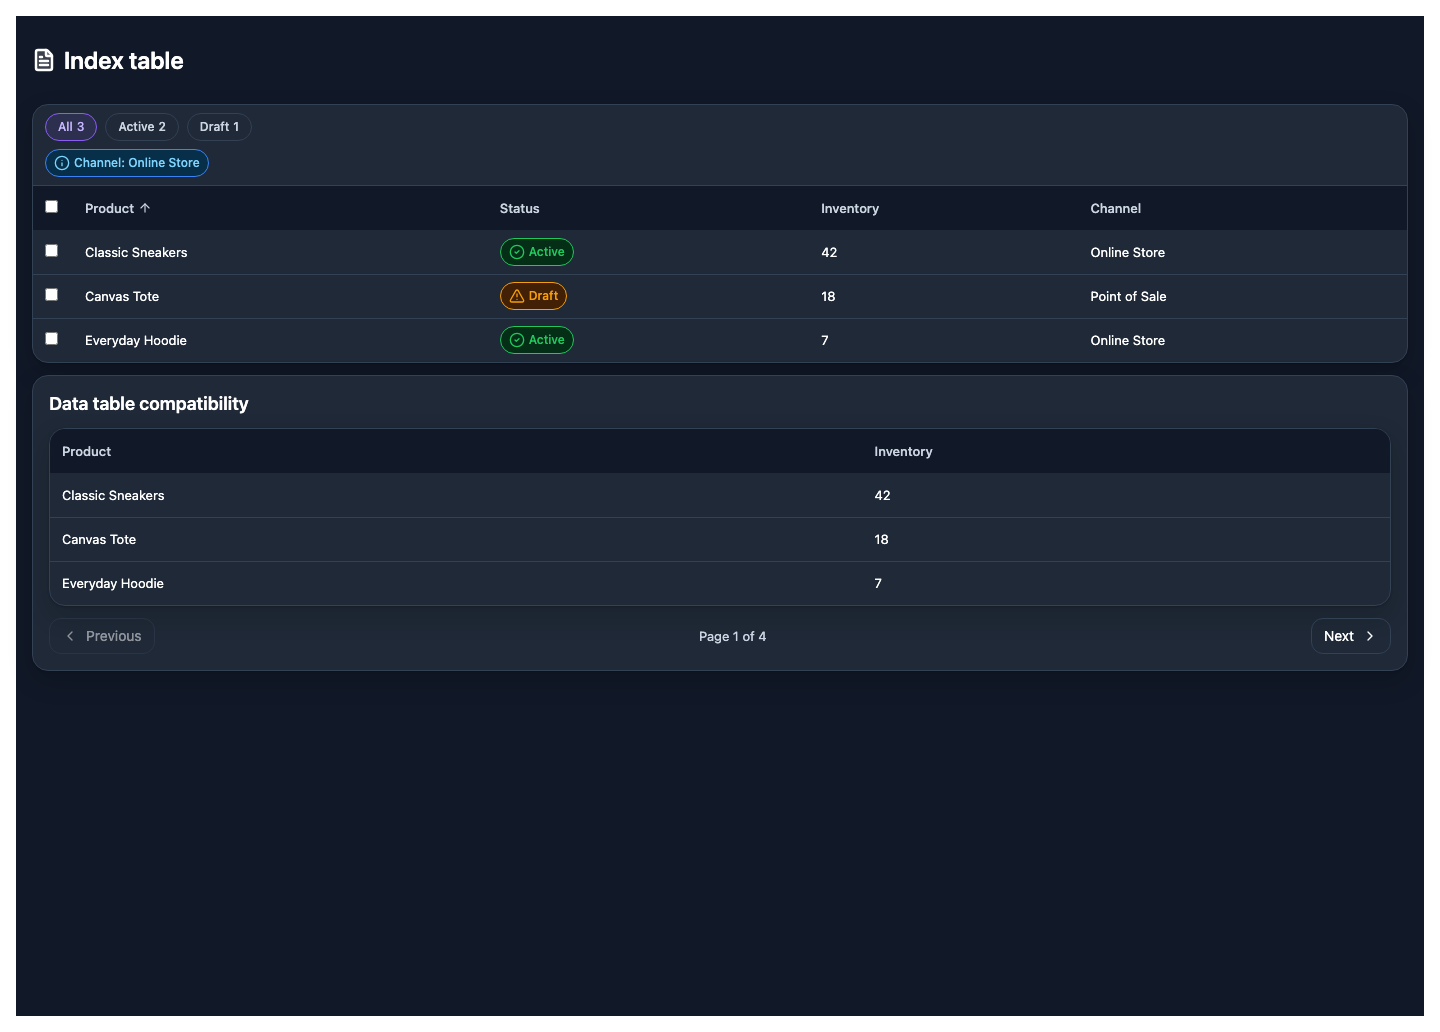 Index table
All 3 Active 2 Draft 1
Channel: Online Store
Product Status Inventory Channel
Classic Sneakers Active 42 Online Store
Canvas Tote Draft 18 Point of Sale
Everyday Hoodie Active 7 Online Store
Data table compatibility
Product Inventory
Classic Sneakers 42
Canvas Tote 18
Everyday Hoodie 7
Previous Page 1 of 4 Next